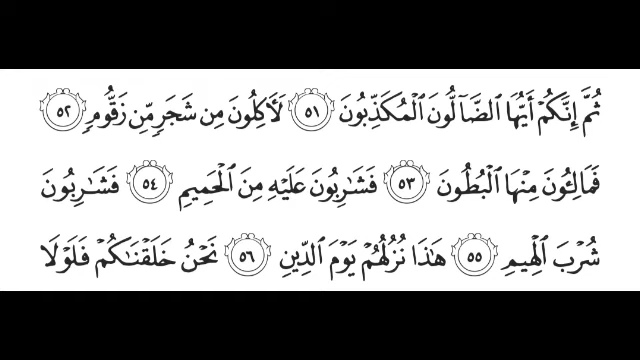 ثُمَّ إِنَّكُمْ أَيُّهَا ٱلضَّآلُّونَ ٱلْمُكَذِّبُونَ ٥١ لَأٓكِلُونَ مِن شَجَرٍ مِّن زَقُّومٍ ٥٢
فَمَالِـُٔونَ مِنْهَا ٱلْبُطُونَ ٥٣ فَشَٰرِبُونَ عَلَيْهِ مِنَ ٱلْحَمِيمِ ٥٤ فَشَٰرِبُونَ
شُرْبَ ٱلْهِيمِ ٥٥ هَٰذَا نُزُلُهُمْ يَوْمَ ٱلدِّينِ ٥٦ نَحْنُ خَلَقْنَٰكُمْ فَلَوْلَا